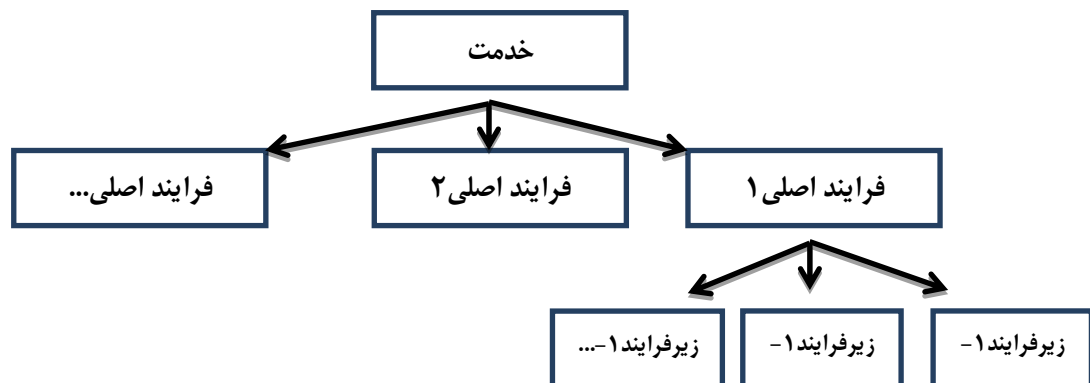 خدمت
فرایند اصلی۱
فرایند اصلی۲
فرایند اصلی...
زیرفرایند۱-
زیرفرایند۱-
زیرفرایند۱-...